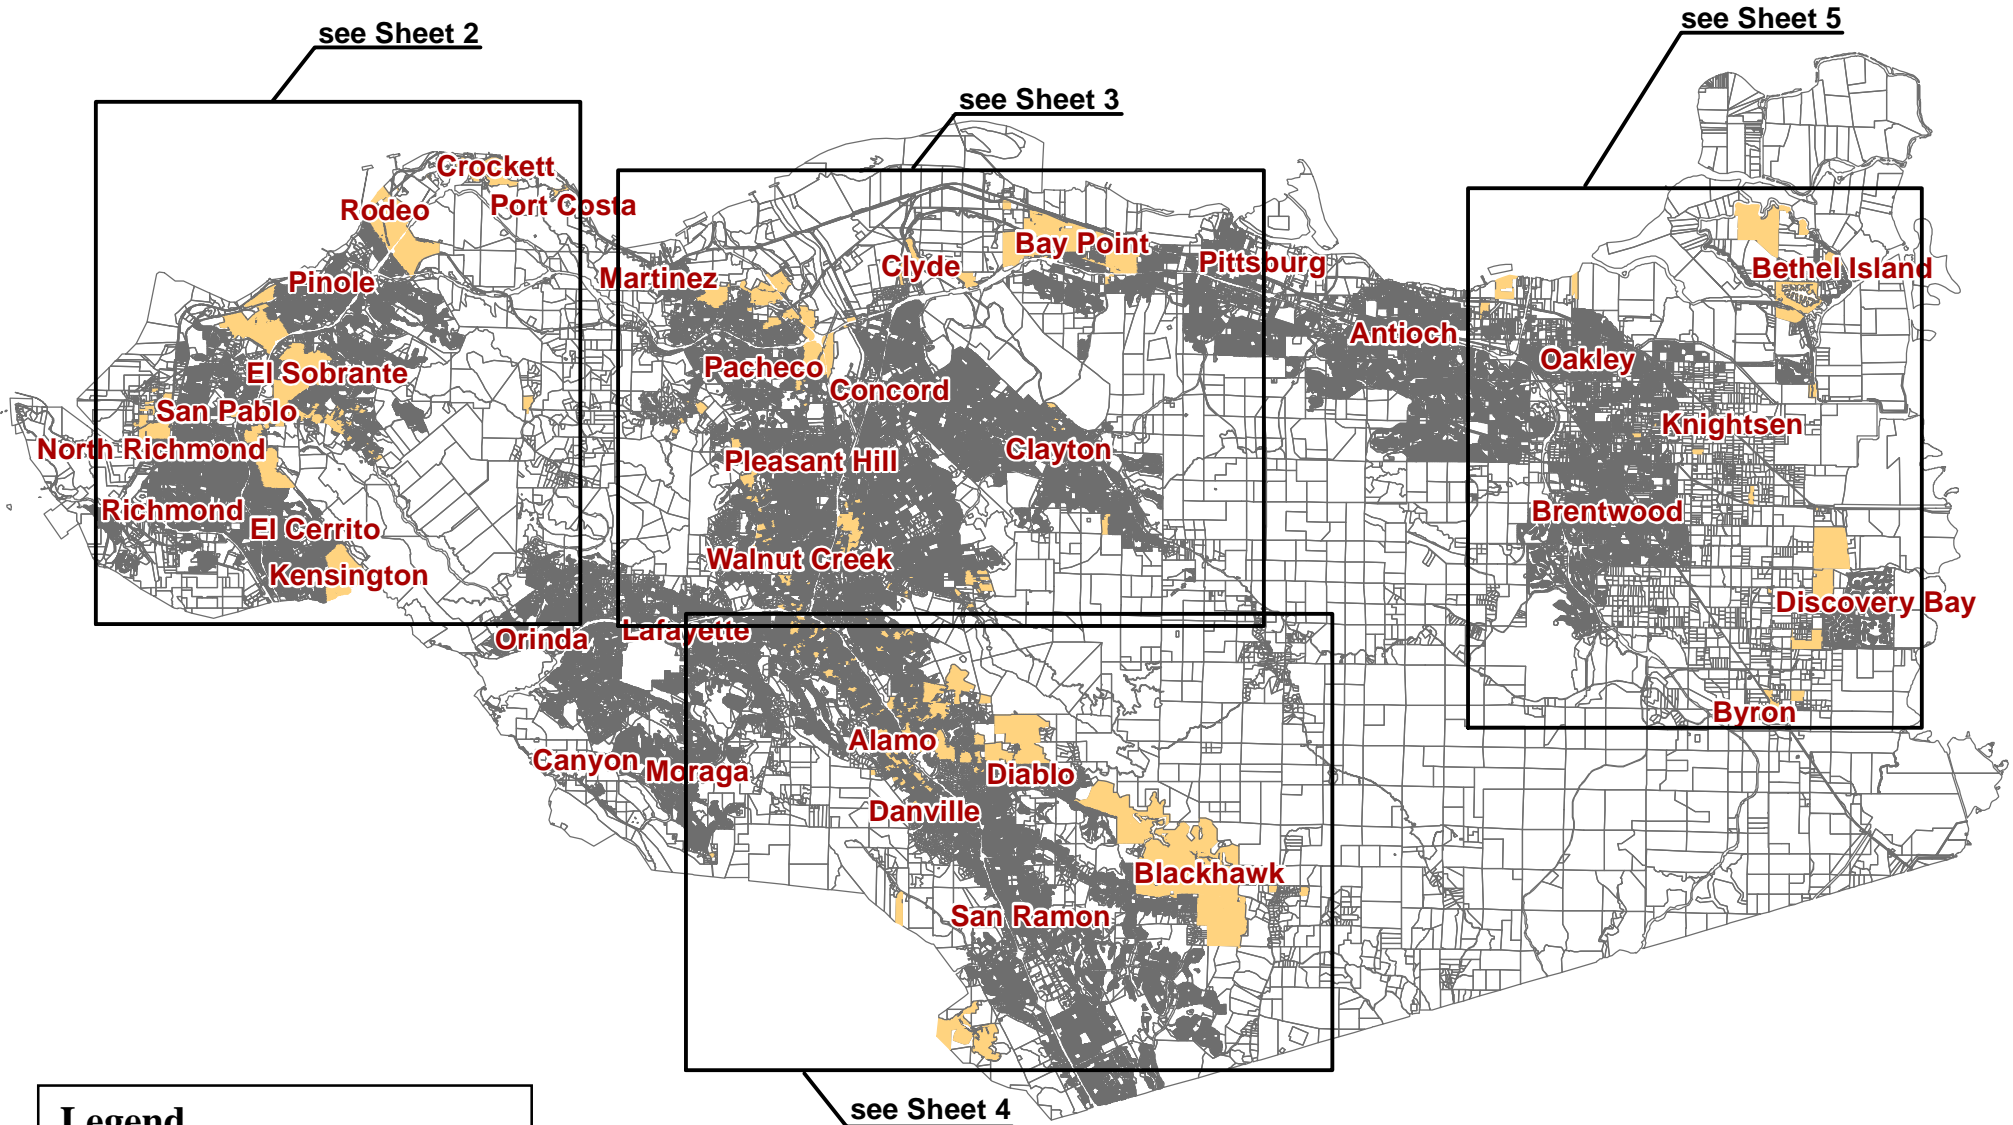 see Sheet 5
see Sheet 2
see Sheet 3
Crockett
Port Costa
Rodeo
Bay Point
Pittsburg
Clyde
Bethel Island
Martinez
Pinole
Antioch
Oakley
Pacheco
El Sobrante
Concord
San Pablo
Knightsen
North Richmond
Clayton
Pleasant Hill
Richmond
Brentwood
El Cerrito
Walnut Creek
Kensington
Discovery Bay
Lafayette
Orinda
Byron
Alamo
Canyon
Moraga
Diablo
Danville
Blackhawk
San Ramon
see Sheet 4
Legend